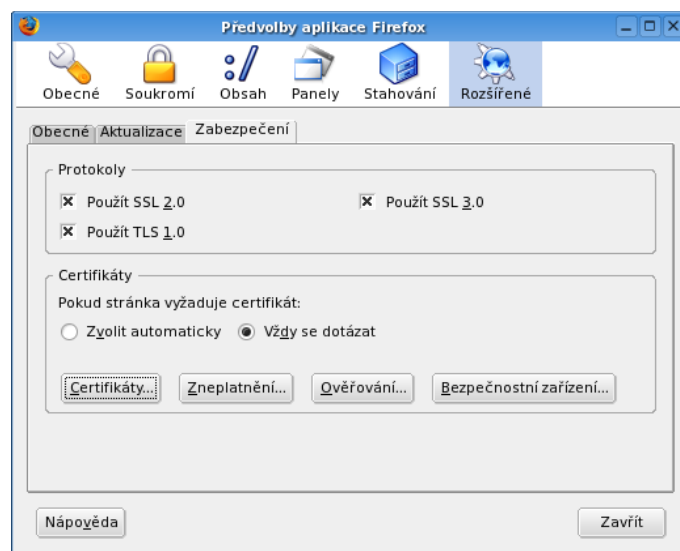 Předvolby aplikace Firefox
Obecné Soukromí Obsah Panely Stahování Rozšířené
Obecné Aktualizace Zabezpečení
Protokoly
Použít SSL 2.0 Použít SSL 3.0
Použít TLS 1.0
Certifikáty
Pokud stránka vyžaduje certifikát:
Zvolit automaticky Vždy se dotázat
Certifikáty... Zneplatnění... Ověřování... Bezpečnostní zařízení...
Nápověda Zavřít